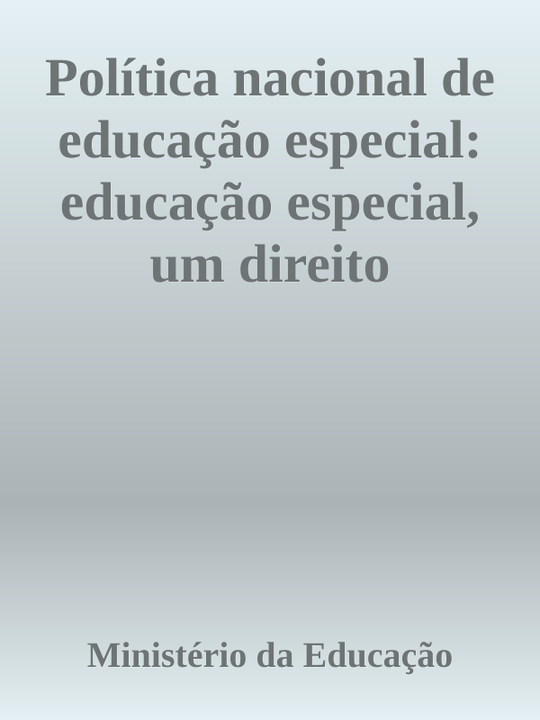 Política nacional de
educação especial:
educação especial,
um direito
Ministério da Educação